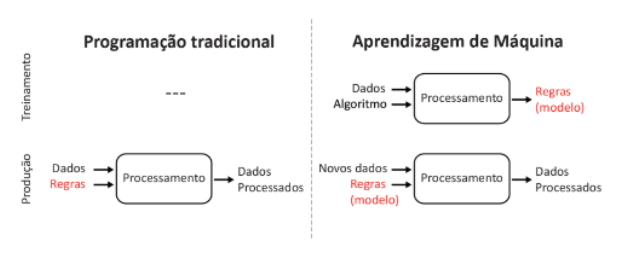 Programação tradicional
Aprendizagem de Máquina
Treinamento
---
Dados
Algoritmo
Processamento
Regras
(modelo)
Produção
Dados
Regras
Processamento
Dados
Processados
Novos dados
Regras
(modelo)
Processamento
Dados
Processados